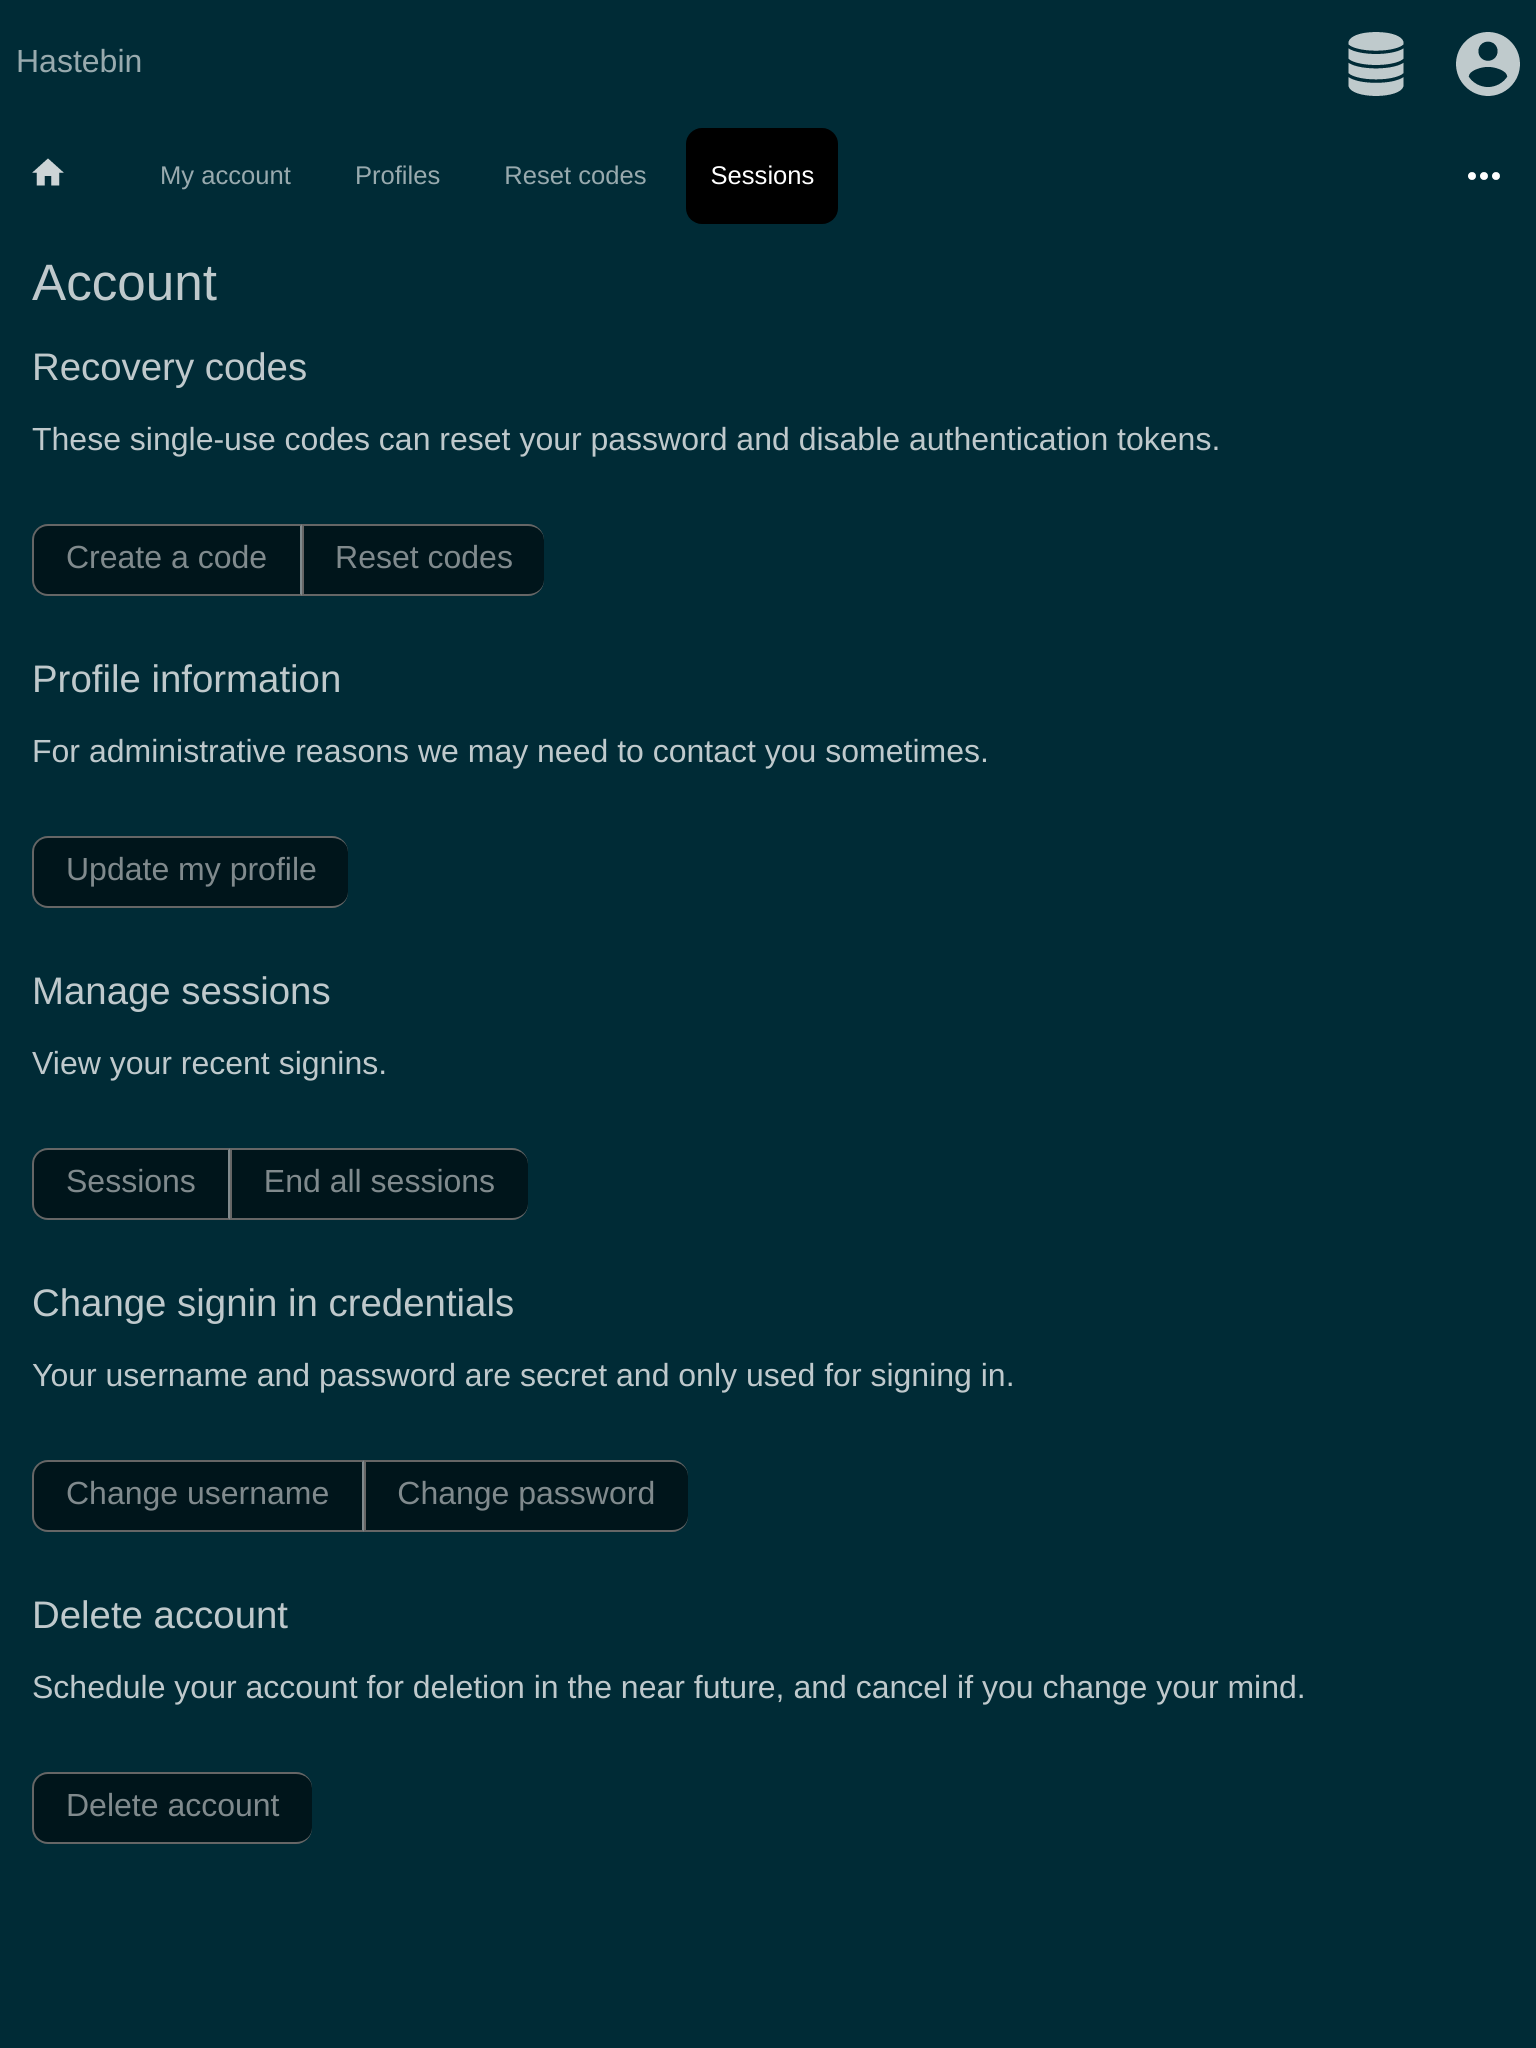 Hastebin
My account Profiles Reset codes Sessions
Account
Recovery codes
These single-use codes can reset your password and disable authentication tokens.
Create a code Reset codes
Profile information
For administrative reasons we may need to contact you sometimes.
Update my profile
Manage sessions
View your recent signins.
Sessions End all sessions
Change signin in credentials
Your username and password are secret and only used for signing in.
Change username Change password
Delete account
Schedule your account for deletion in the near future, and cancel if you change your mind.
Delete account